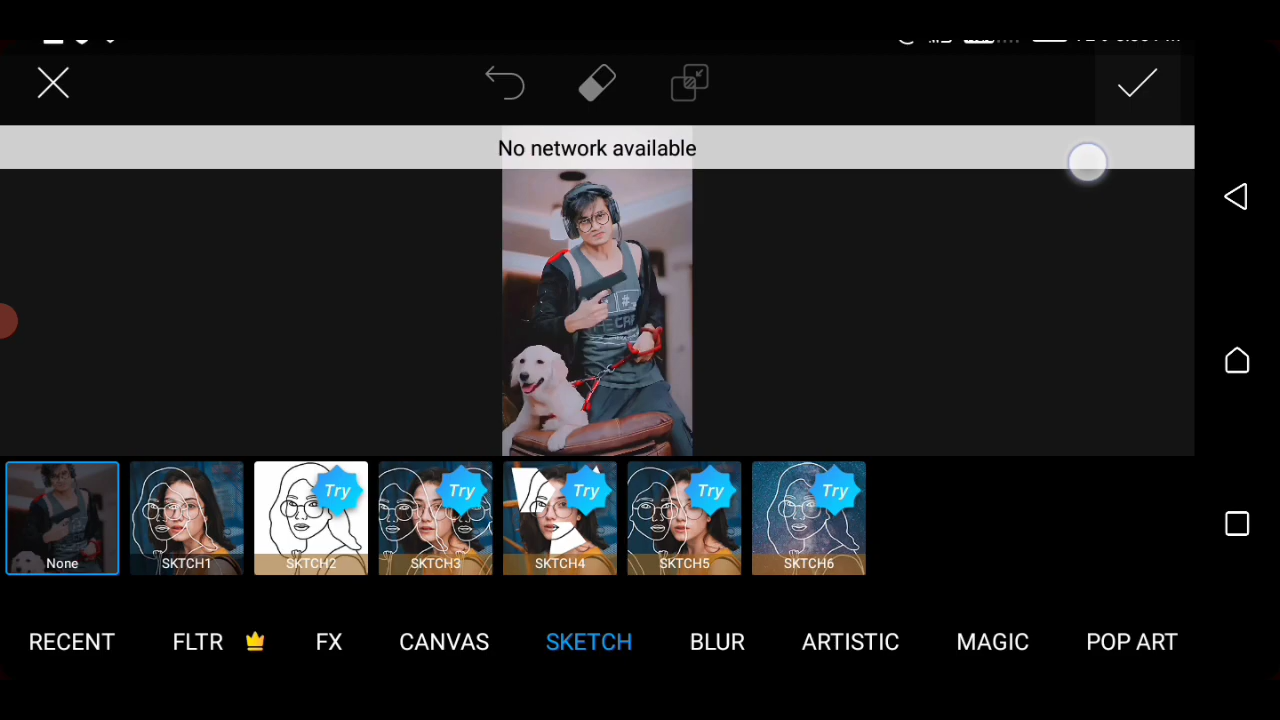 No network available
None
SKTCH1
Try
SKTCH2
Try
SKTCH3
Try
SKTCH4
Try
SKTCH5
Try
SKTCH6
RECENT FLTR FX CANVAS SKETCH BLUR ARTISTIC MAGIC POP ART